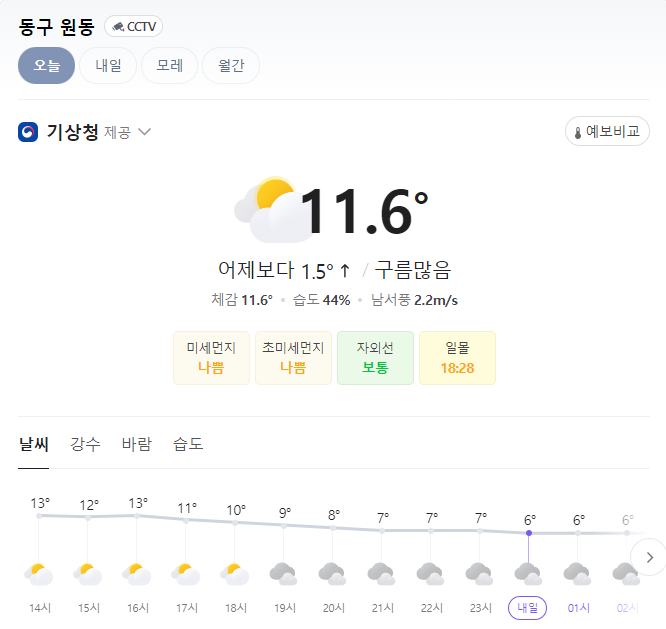 동구 원동 CCTV
오늘 내일 모레 월간
기상청 제공 예보비교
11.6°
어제보다 1.5° ↑ / 구름많음
체감 11.6° • 습도 44% • 남서풍 2.2m/s
미세먼지 초미세먼지 자외선 일몰
나쁨 나쁨 보통 18:28
날씨 강수 바람 습도
13° 12° 13° 11° 10° 9° 8° 7° 7° 7° 6° 6° 6°
14시 15시 16시 17시 18시 19시 20시 21시 22시 23시 내일 01시 02시